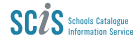 SCIS Schools Catalogue
Information Service